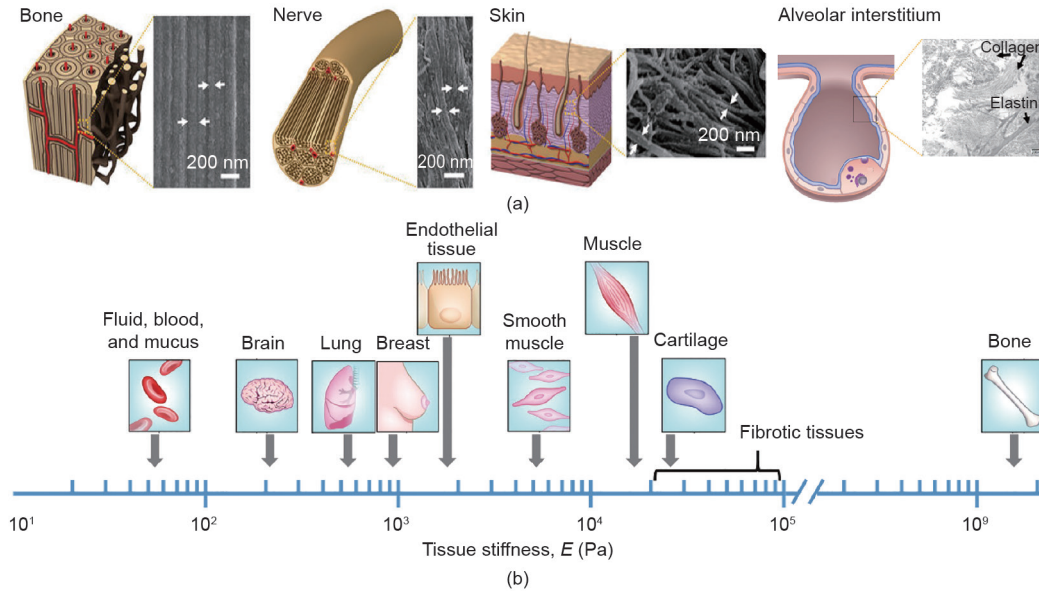 Bone
Nerve
Skin
Alveolar interstitium
200 nm
200 nm
200 nm
Collagen
Elastin
(a)
Endothelial
tissue
Muscle
Fluid, blood,
and mucus
Brain
Lung
Breast
Smooth
muscle
Cartilage
Bone
Fibrotic tissues
10¹
10²
10³
10⁴
10⁵
10⁹
Tissue stiffness, E (Pa)
(b)